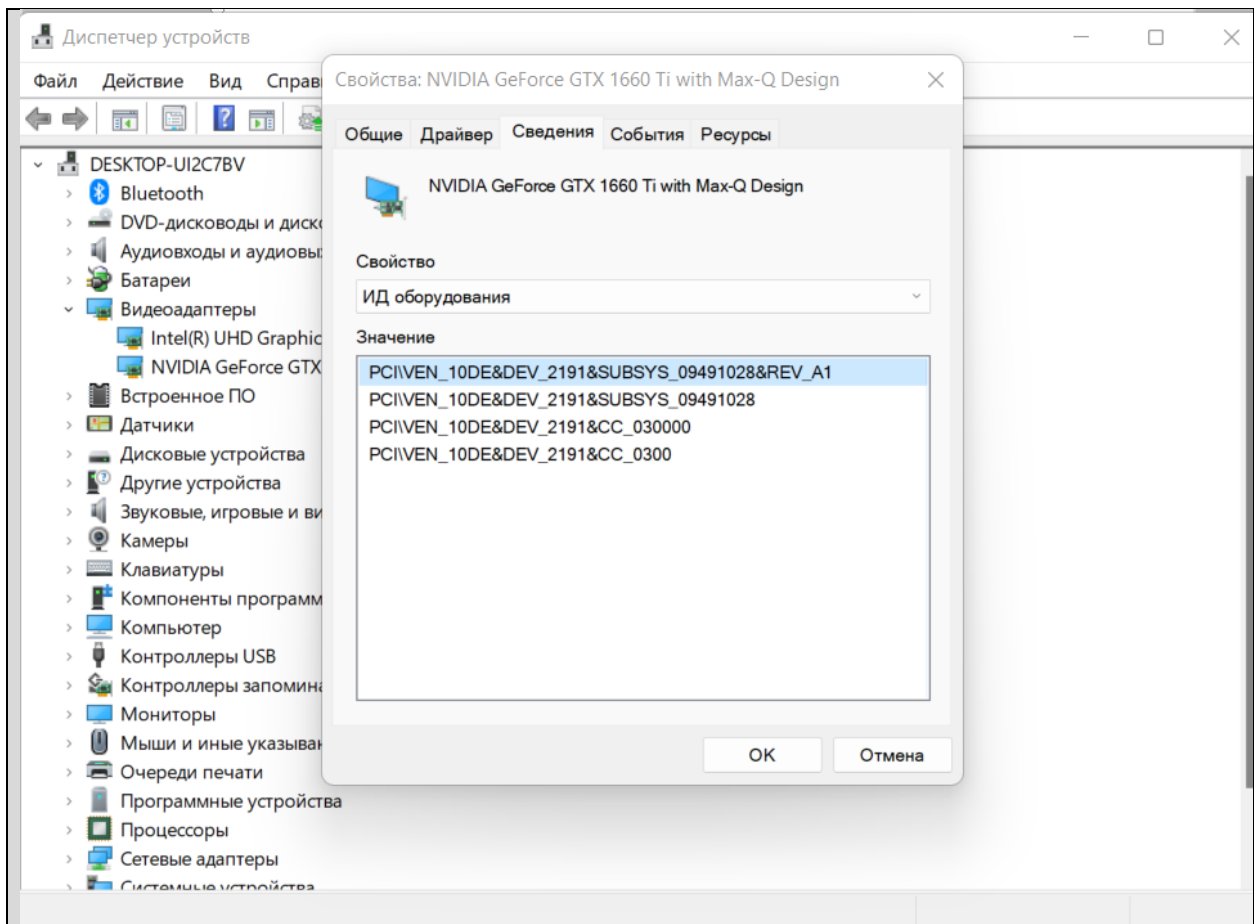 Диспетчер устройств
Файл Действие Вид Справ
Свойства: NVIDIA GeForce GTX 1660 Ti with Max-Q Design
Общие Драйвер Сведения События Ресурсы
NVIDIA GeForce GTX 1660 Ti with Max-Q Design
Свойство
ИД оборудования
Значение
PCI\VEN_10DE&DEV_2191&SUBSYS_09491028&REV_A1
PCI\VEN_10DE&DEV_2191&SUBSYS_09491028
PCI\VEN_10DE&DEV_2191&CC_030000
PCI\VEN_10DE&DEV_2191&CC_0300
OK Отмена
DESKTOP-UI2C7BV
Bluetooth
DVD-дисководы и диско
Аудиовходы и аудиовы
Батареи
Видеоадаптеры
Intel(R) UHD Graphic
NVIDIA GeForce GTX
Встроенное ПО
Датчики
Дисковые устройства
Другие устройства
Звуковые, игровые и ви
Камеры
Клавиатуры
Компоненты программ
Компьютер
Контроллеры USB
Контроллеры запомина
Мониторы
Мыши и иные указыва
Очереди печати
Программные устройства
Процессоры
Сетевые адаптеры
Системные устройства